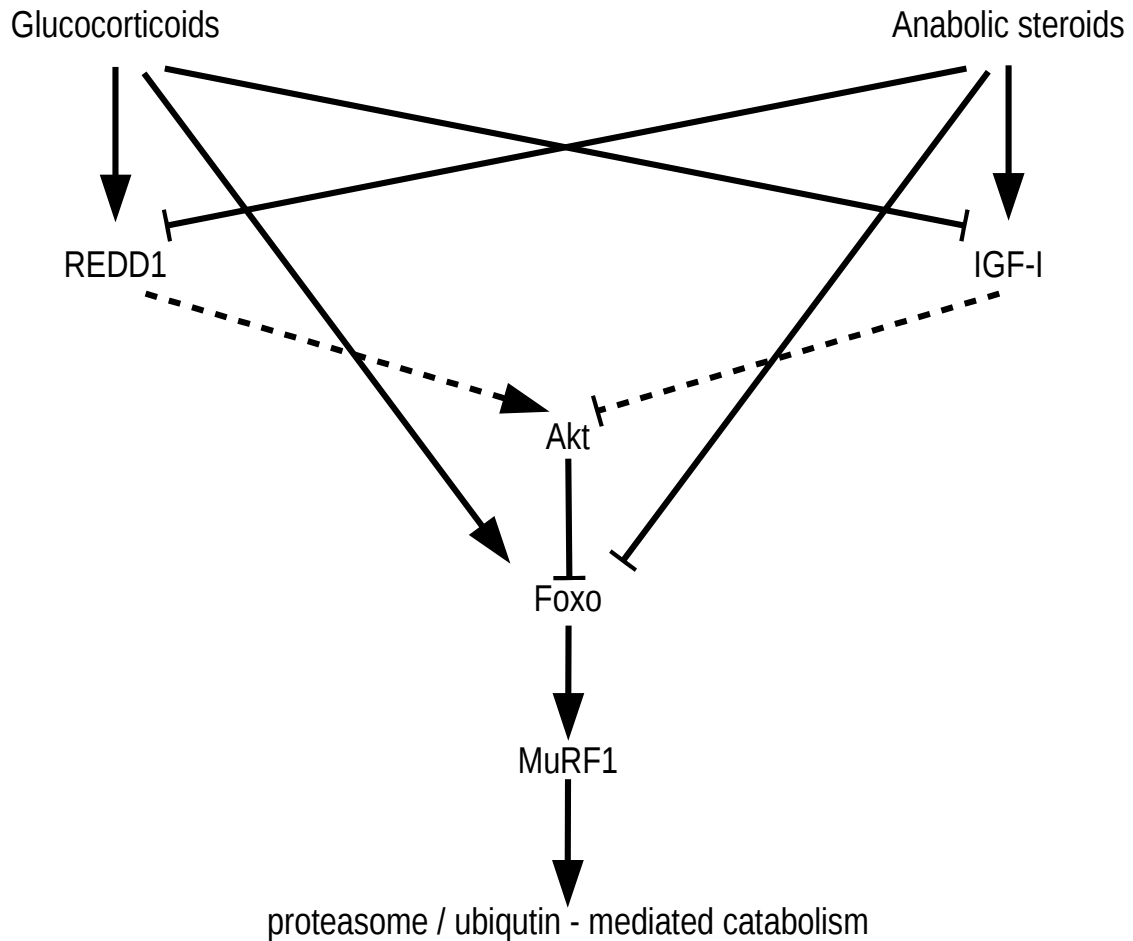 Glucocorticoids
Anabolic steroids
REDD1
IGF-I
Akt
Foxo
MuRF1
proteasome / ubiqutin - mediated catabolism